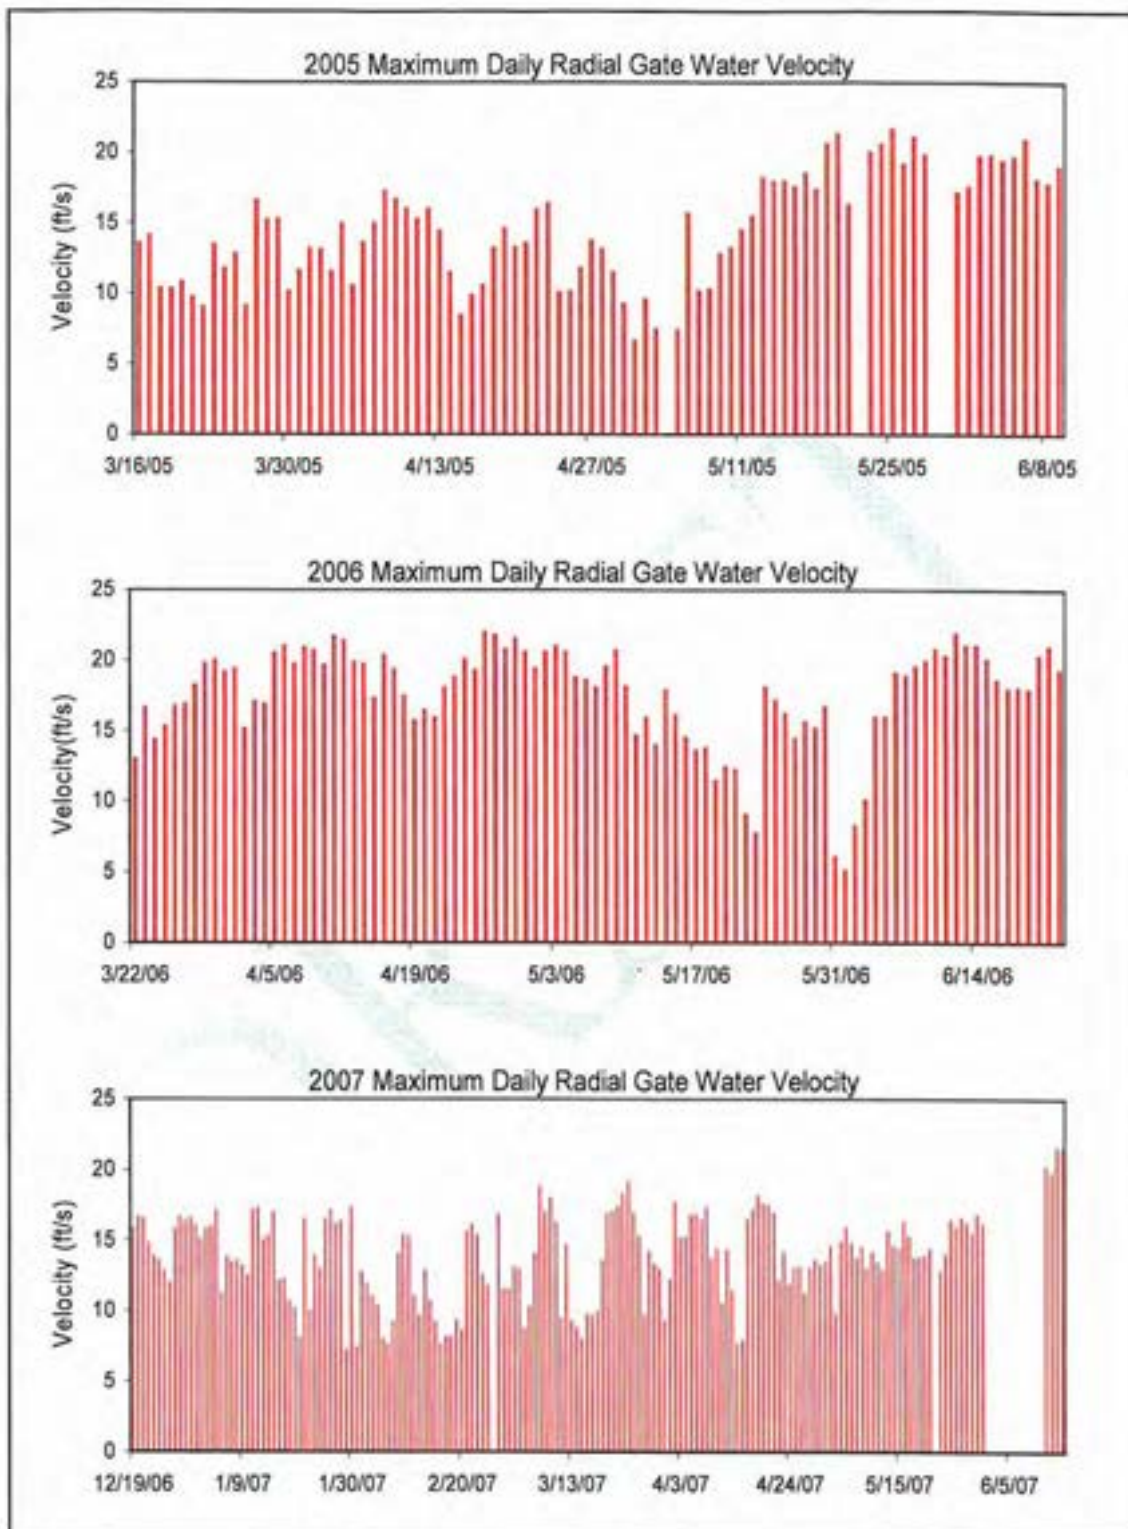 2005 Maximum Daily Radial Gate Water Velocity
25
20
15
10
5
0
Velocity (ft/s)
3/16/05 3/30/05 4/13/05 4/27/05 5/11/05 5/25/05 6/8/05
2006 Maximum Daily Radial Gate Water Velocity
25
20
15
10
5
0
Velocity(ft/s)
3/22/06 4/5/06 4/19/06 5/3/06 5/17/06 5/31/06 6/14/06
2007 Maximum Daily Radial Gate Water Velocity
25
20
15
10
5
0
Velocity (ft/s)
12/19/06 1/9/07 1/30/07 2/20/07 3/13/07 4/3/07 4/24/07 5/15/07 6/5/07